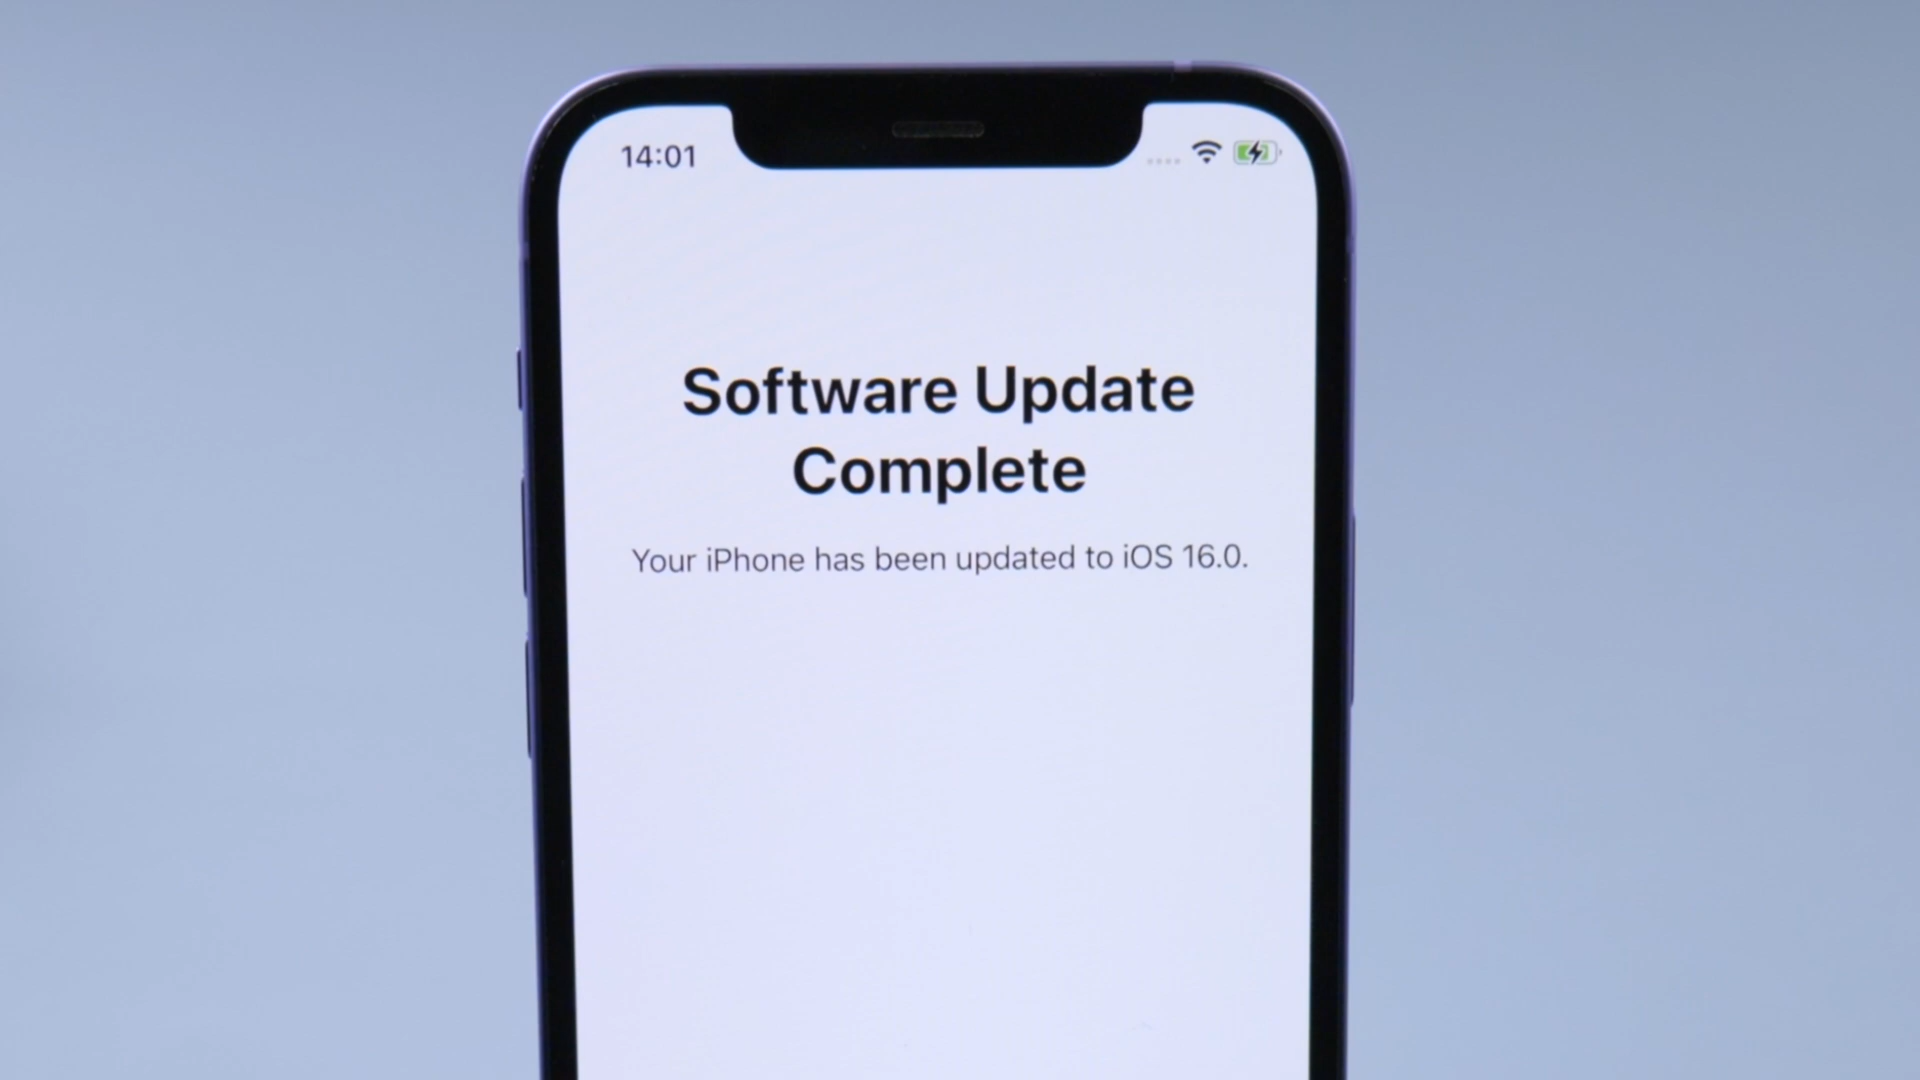 14:01
Software Update
Complete
Your iPhone has been updated to iOS 16.0.